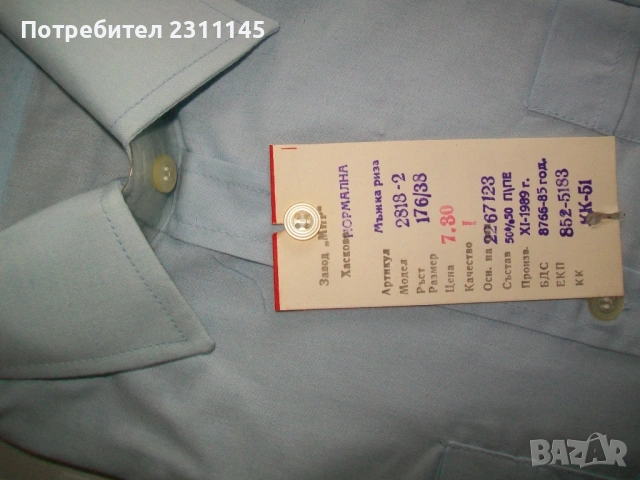 Потребител 2311145
Завод „Мир"
Хасково
НОРМАЛНА
Артикул Мъжка риза
Модел 2818-2
Ръст 176/38
Размер
Цена 7.30
Качество I
Осн. на 2267123
Състав 50%50 П\ПЕ
Произв. XI-1989 г.
БДС 8766-85 год.
ЕКП 852-5183
КК КК-51
BAZAR